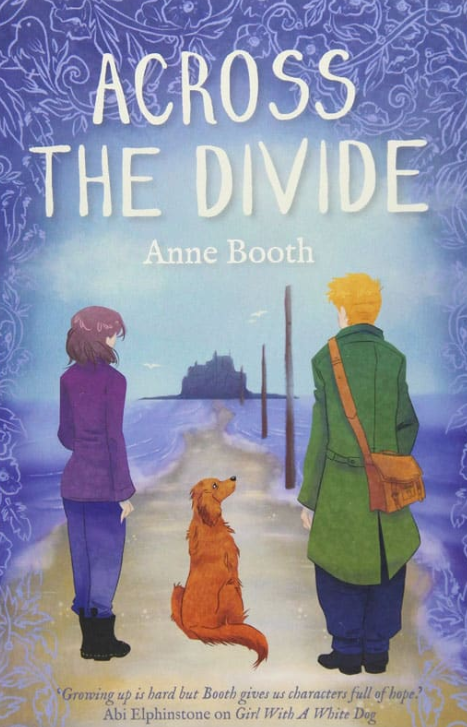 ACROSS
THE DIVIDE
Anne Booth
‘Growing up is hard but Booth gives us characters full of hope.’
Abi Elphinstone on Girl With A White Dog